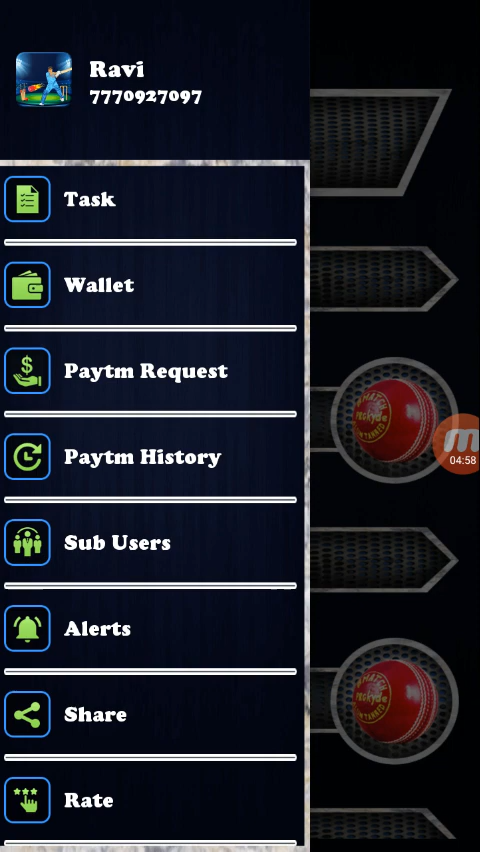 Ravi
7770927097
Task
Wallet
Paytm Request
Paytm History
Sub Users
Alerts
Share
Rate
04:58